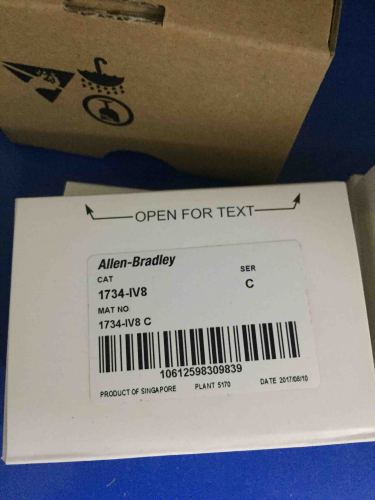 OPEN FOR TEXT
Allen-Bradley
CAT SER
1734-IV8 C
MAT NO
1734-IV8 C
10612598309839
PRODUCT OF SINGAPORE PLANT 5170 DATE 2017/06/10